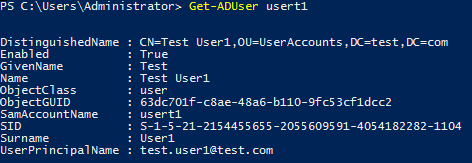 PS C:\Users\Administrator> Get-ADUser usert1
DistinguishedName : CN=Test User1,OU=UserAccounts,DC=test,DC=com
Enabled : True
GivenName : Test
Name : Test User1
ObjectClass : user
ObjectGUID : 63dc701f-c8ae-48a6-b110-9fc53cf1dcc2
SamAccountName : usert1
SID : S-1-5-21-2154455655-2055609591-4054182282-1104
Surname : User1
UserPrincipalName : test.user1@test.com